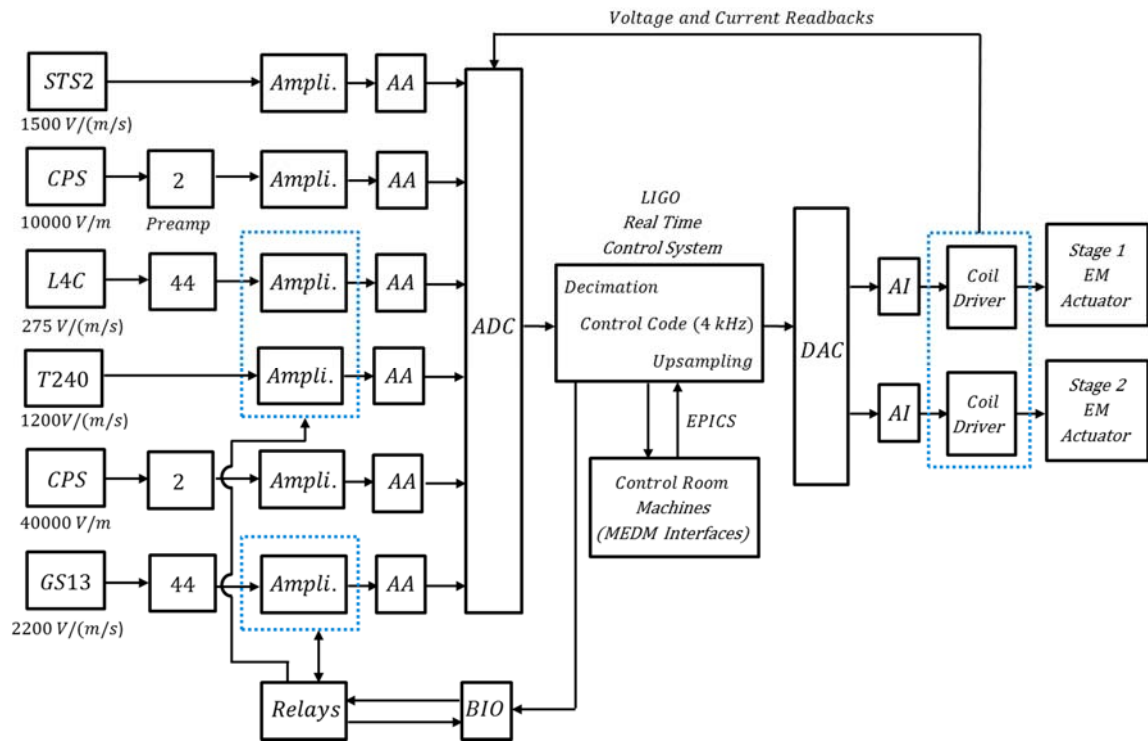 Voltage and Current Readbacks
STS2
Ampli.
AA
1500 V/(m/s)
CPS
2
Ampli.
AA
10000 V/m
Preamp
LIGO
Real Time
Control System
L4C
44
Ampli.
AA
275 V/(m/s)
ADC
Decimation
Control Code (4 kHz)
Upsampling
DAC
AI
Coil
Driver
Stage 1
EM
Actuator
T240
Ampli.
AA
1200V/(m/s)
EPICS
AI
Coil
Driver
Stage 2
EM
Actuator
CPS
2
Ampli.
AA
40000 V/m
Control Room
Machines
(MEDM Interfaces)
GS13
44
Ampli.
AA
2200 V/(m/s)
Relays
BIO